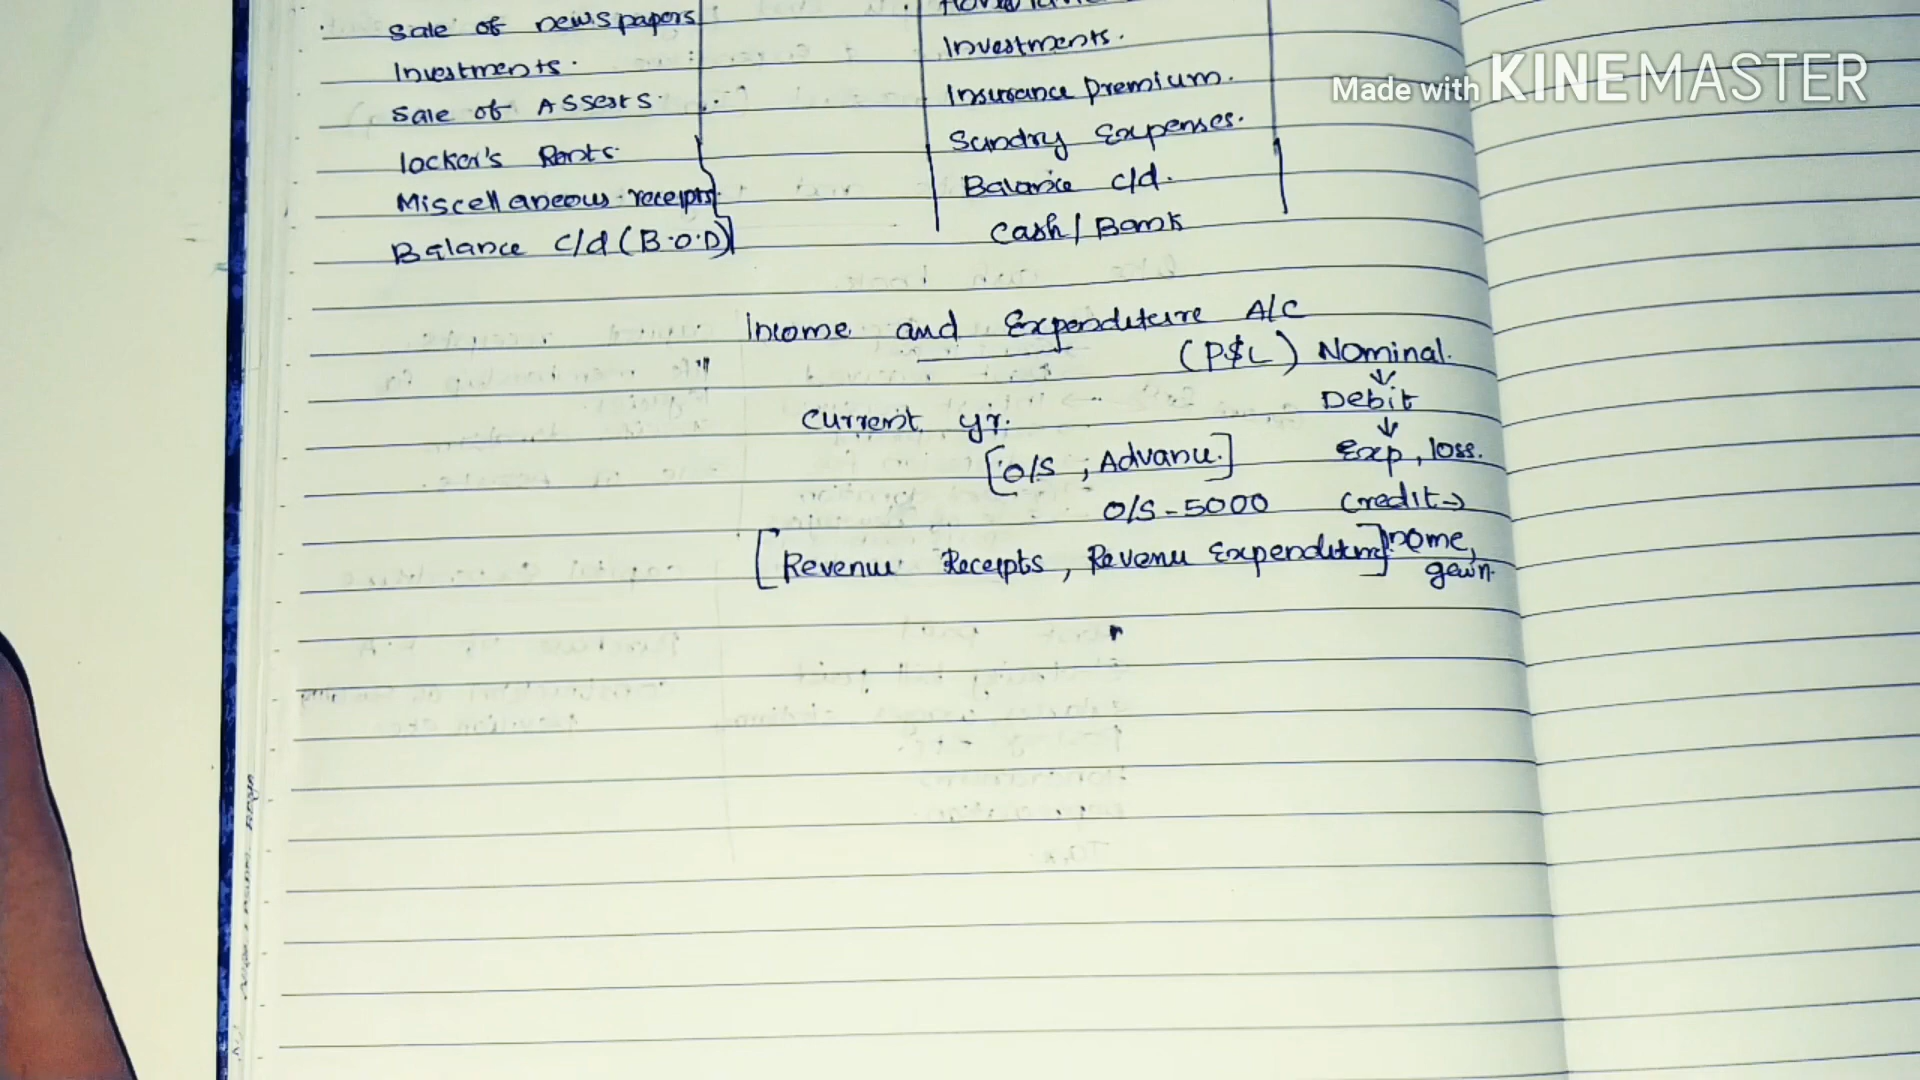 Sale of newspapers
Investments.
Sale of Assests
locker's Rents.
Miscellaneous receipts
Balance c/d (B.O.D)
Investments.
Insurance premium.
Sundry Expenses.
Balance c/d.
Cash / Bank
Made with KINEMASTER
Income and Expenditure A/C
(P$L) Nominal.
Debit
Current yr.
Exp, loss.
[O/S, Advance.]
O/S - 5000
Credit →
[Revenue Receipts, Revenu Expenditure]
Income,
gain.